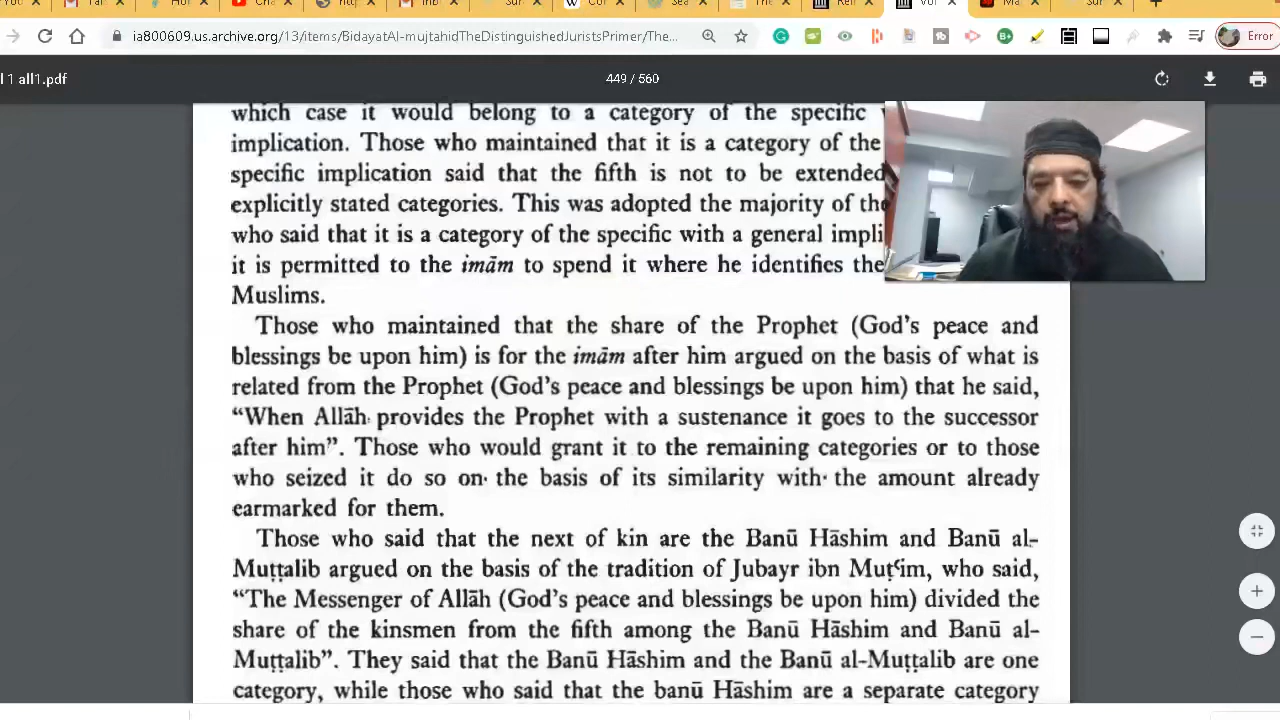 ia800609.us.archive.org/13/items/BidayatAl-mujtahidTheDistinguishedJuristsPrimer/The...
Error
l 1 all1.pdf
449 / 560
which case it would belong to a category of the specific
implication. Those who maintained that it is a category of the
specific implication said that the fifth is not to be extended
explicitly stated categories. This was adopted the majority of the
who said that it is a category of the specific with a general impli
it is permitted to the imām to spend it where he identifies the
Muslims.
Those who maintained that the share of the Prophet (God's peace and
blessings be upon him) is for the imām after him argued on the basis of what is
related from the Prophet (God's peace and blessings be upon him) that he said,
“When Allāh provides the Prophet with a sustenance it goes to the successor
after him”. Those who would grant it to the remaining categories or to those
who seized it do so on the basis of its similarity with the amount already
earmarked for them.
Those who said that the next of kin are the Banū Hāshim and Banū al-
Muṭṭalib argued on the basis of the tradition of Jubayr ibn Muṭʿim, who said,
“The Messenger of Allāh (God's peace and blessings be upon him) divided the
share of the kinsmen from the fifth among the Banū Hāshim and Banū al-
Muṭṭalib”. They said that the Banū Hāshim and the Banū al-Muṭṭalib are one
category, while those who said that the banū Hāshim are a separate category